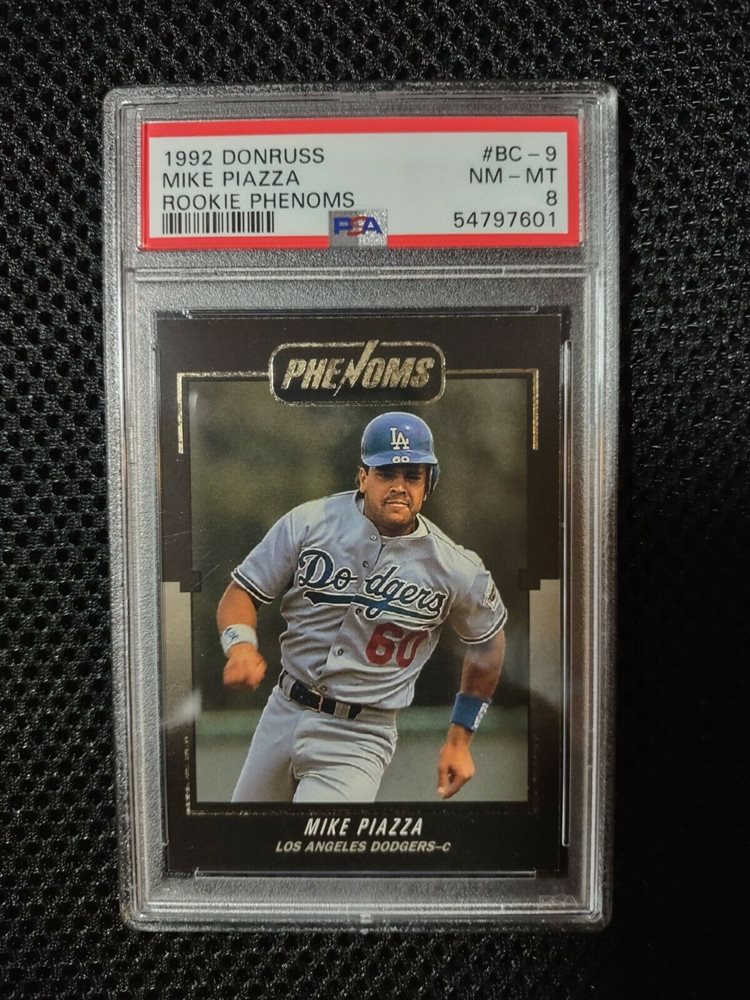 1992 DONRUSS #BC-9
MIKE PIAZZA NM-MT
ROOKIE PHENOMS 8
PSA 54797601
PHENOMS
LA
60
Dodgers
60
MIKE PIAZZA
LOS ANGELES DODGERS-C